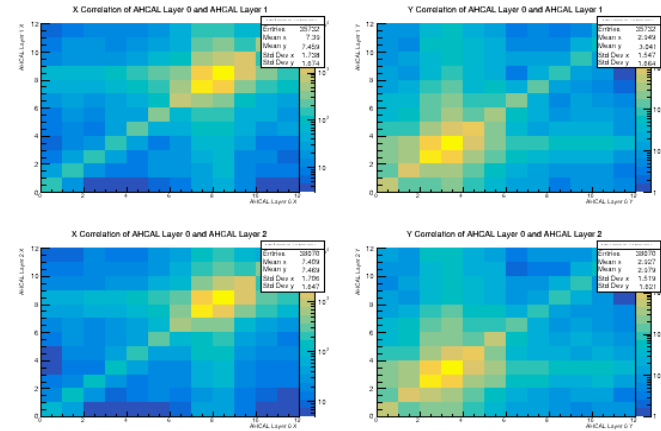 X Correlation of AHCAL Layer 0 and AHCAL Layer 1
AHCAL Layer 1 X
AHCAL Layer 0 X
Entries 35732
Mean x 7.39
Mean y 7.459
Std Dev x 1.738
Std Dev y 1.874
Y Correlation of AHCAL Layer 0 and AHCAL Layer 1
AHCAL Layer 1 Y
AHCAL Layer 0 Y
Entries 35732
Mean x 2.949
Mean y 3.041
Std Dev x 1.547
Std Dev y 1.664
X Correlation of AHCAL Layer 0 and AHCAL Layer 2
AHCAL Layer 2 X
AHCAL Layer 0 X
Entries 38070
Mean x 7.409
Mean y 7.469
Std Dev x 1.706
Std Dev y 1.847
Y Correlation of AHCAL Layer 0 and AHCAL Layer 2
AHCAL Layer 2 Y
AHCAL Layer 0 Y
Entries 38070
Mean x 2.927
Mean y 2.979
Std Dev x 1.519
Std Dev y 1.621